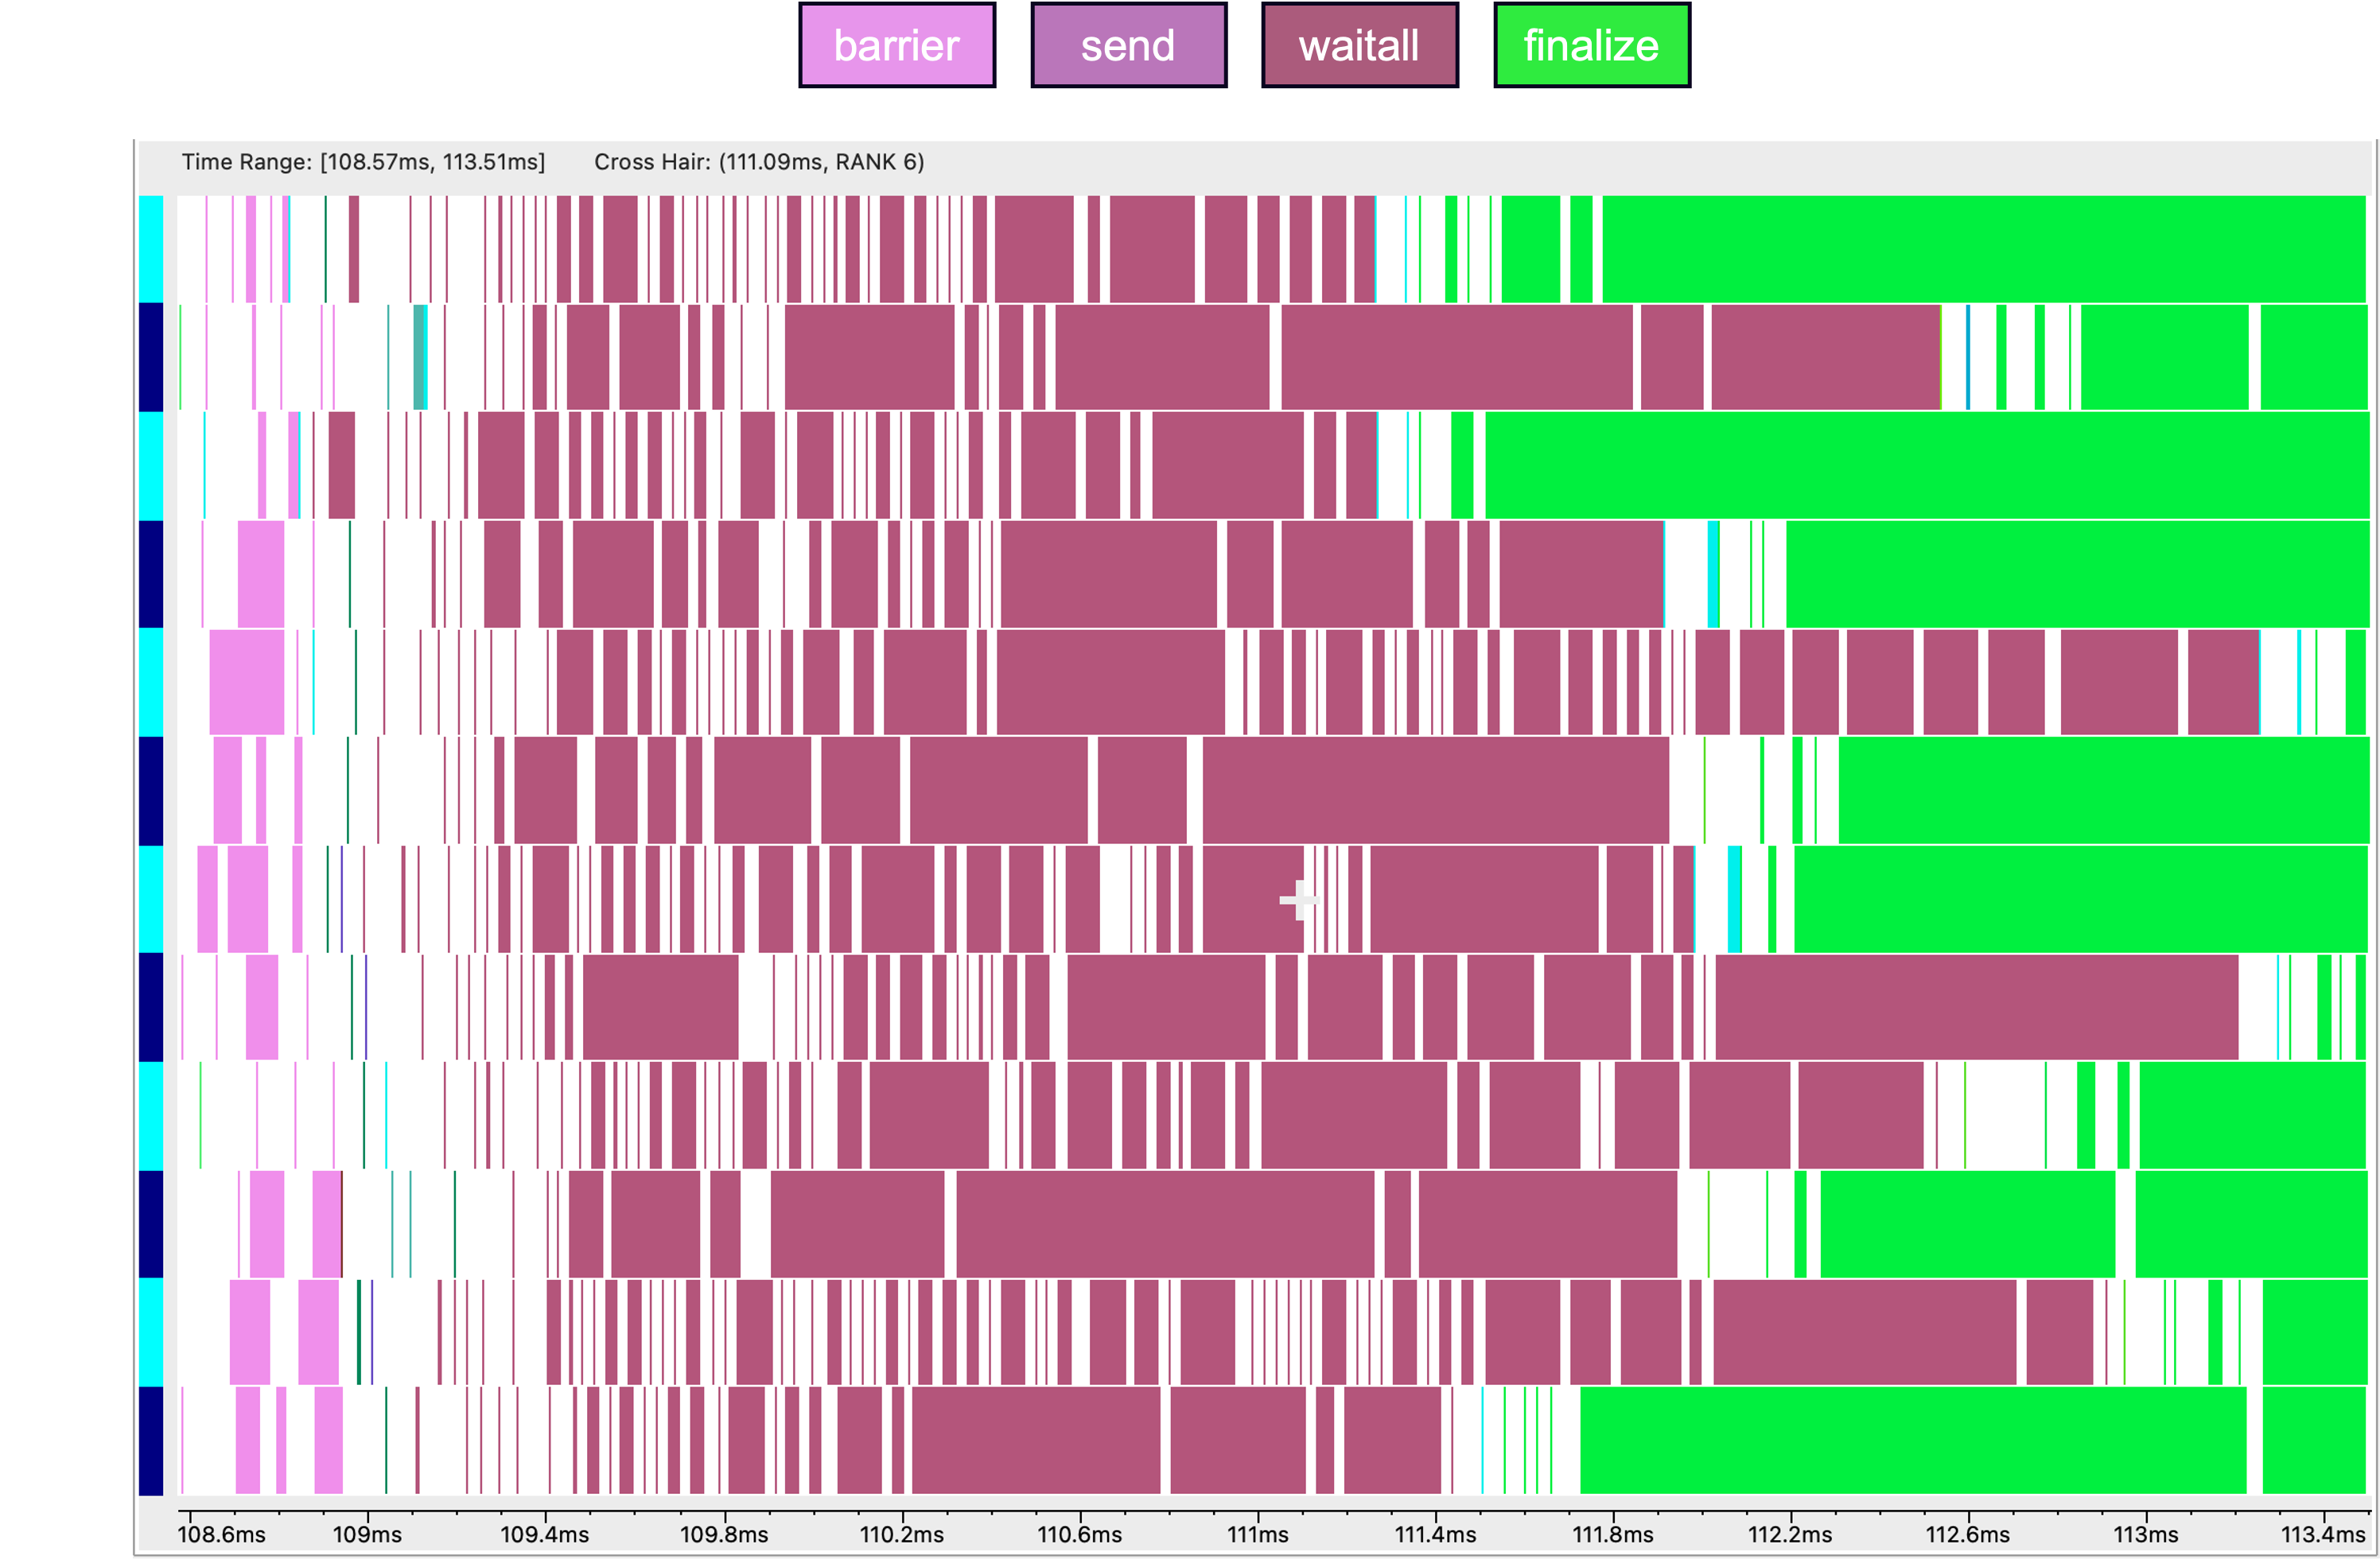 barrier send waitall finalize
Time Range: [108.57ms, 113.51ms] Cross Hair: (111.09ms, RANK 6)
108.6ms 109ms 109.4ms 109.8ms 110.2ms 110.6ms 111ms 111.4ms 111.8ms 112.2ms 112.6ms 113ms 113.4ms